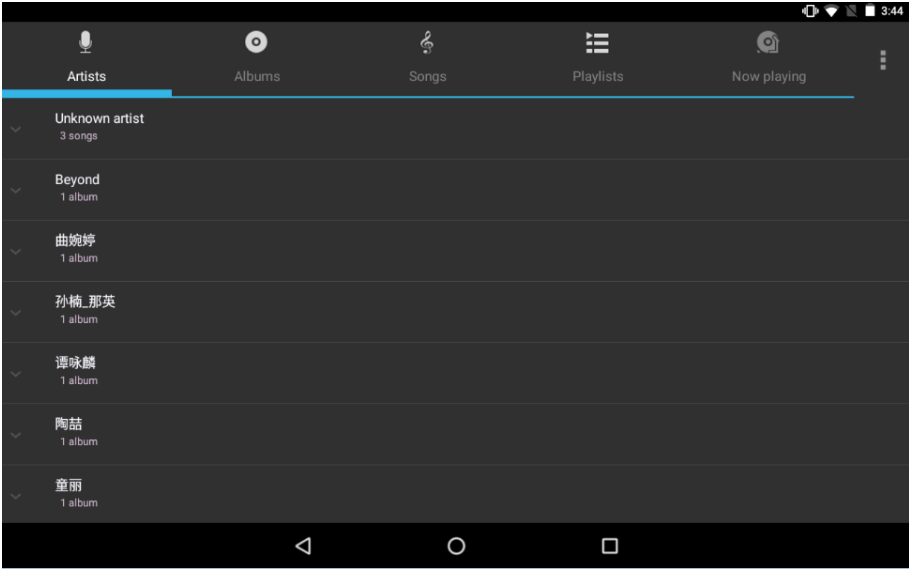 3:44
Artists
Albums
Songs
Playlists
Now playing
Unknown artist
3 songs
Beyond
1 album
曲婉婷
1 album
孙楠_那英
1 album
谭咏麟
1 album
陶喆
1 album
童丽
1 album